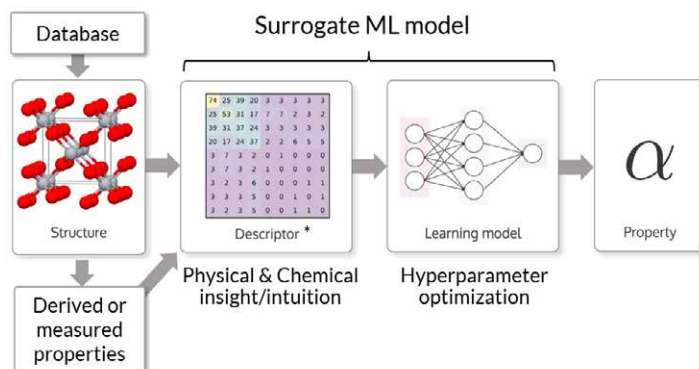 Database
Surrogate ML model
74 25 39 20 3 3 3 3 3
25 53 31 17 7 7 2 3 2
39 31 37 24 3 3 3 3 3
20 17 24 37 2 2 6 5
3 7 3 2 0 1 0 0 0
3 7 3 2 1 0 0 0 0
3 2 3 6 0 0 0 1 1
3 3 3 5 0 0 1 0 1
3 2 3 5 0 0 1 1 0
α
Structure
Descriptor *
Learning model
Property
Physical & Chemical
insight/intuition
Hyperparameter
optimization
Derived or
measured
properties